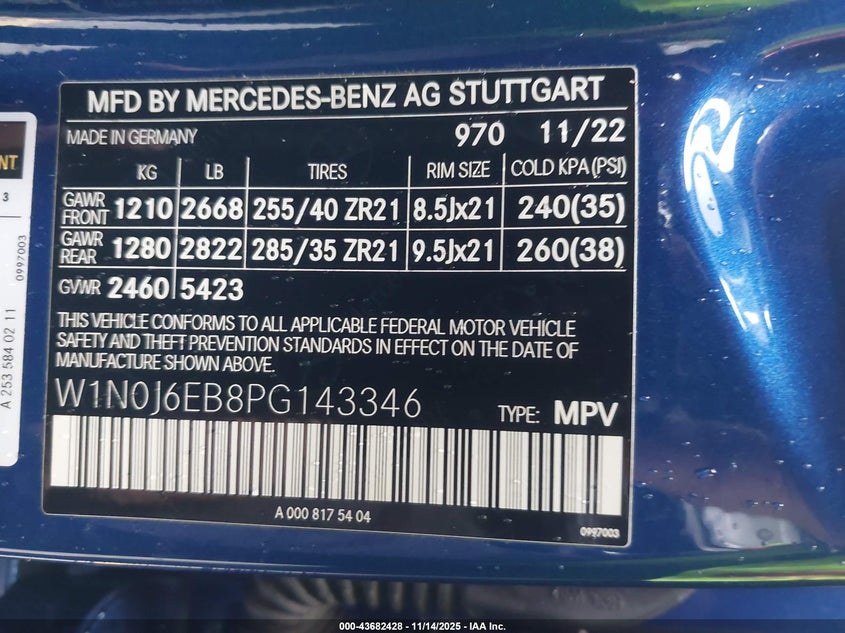 MFD BY MERCEDES-BENZ AG STUTTGART
MADE IN GERMANY 970 11/22
KG LB TIRES RIM SIZE COLD KPA(PSI)
GAWR FRONT 1210 2668 255/40 ZR21 8.5Jx21 240(35)
GAWR REAR 1280 2822 285/35 ZR21 9.5Jx21 260(38)
GVWR 2460 5423
THIS VEHICLE CONFORMS TO ALL APPLICABLE FEDERAL MOTOR VEHICLE
SAFETY AND THEFT PREVENTION STANDARDS IN EFFECT ON THE DATE OF
MANUFACTURE SHOWN ABOVE.
W1N0J6EB8PG143346 TYPE: MPV
A 000 817 54 04
0997003
NT
3
0997003
A 253 584 02 11
000-43682428 - 11/14/2025 - IAA Inc.